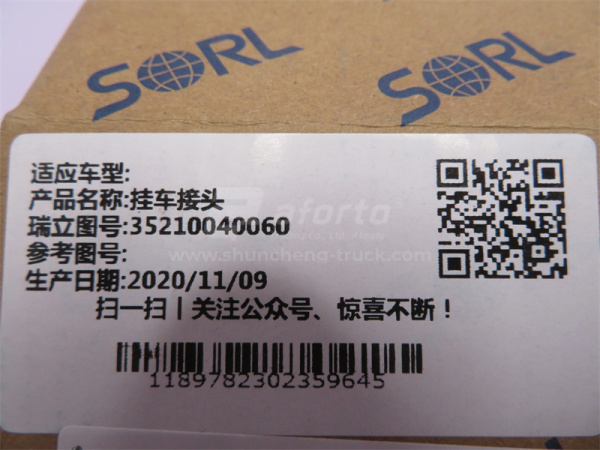 SORL
SORL
适应车型:
产品名称:挂车接头
瑞立图号:35210040060
参考图号:
生产日期:2020/11/09
扫一扫|关注公众号、惊喜不断！
1189782302359645
aforto
www.shuncheng-truck.com